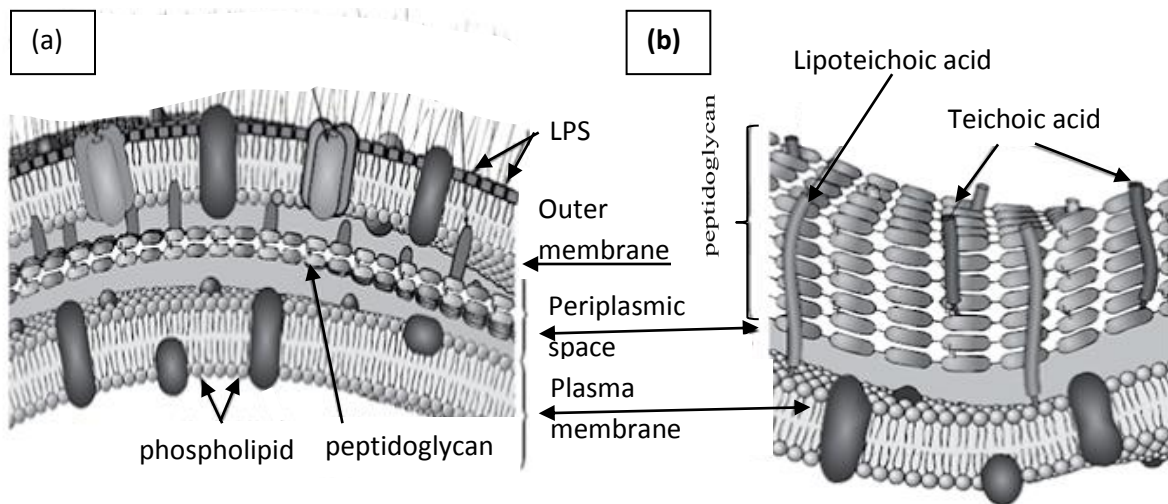 (a)
(b)
Lipoteichoic acid
Teichoic acid
LPS
peptidoglycan
Outer
membrane
Periplasmic
space
Plasma
membrane
phospholipid
peptidoglycan